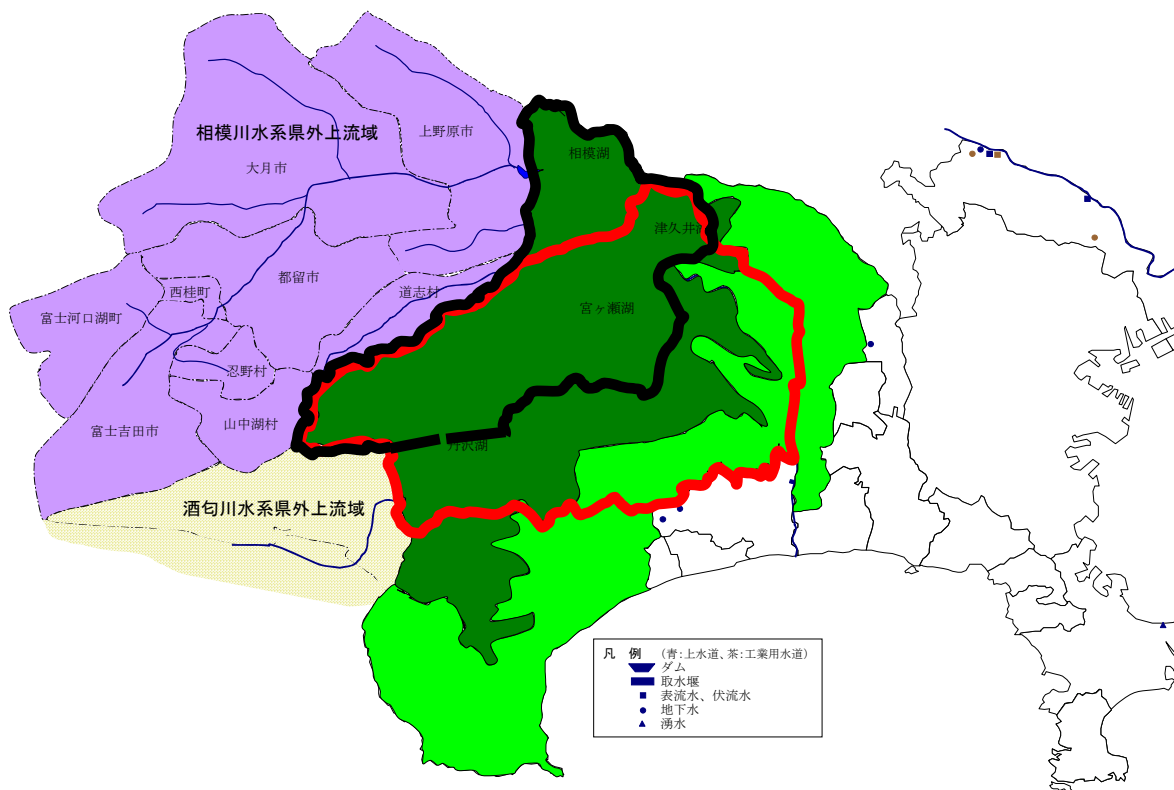 上野原市
相模川水系県外上流域
大月市
相模湖
津久井
都留市
道志村
西桂町
宮ヶ瀬湖
富士河口湖町
忍野村
山中湖村
富士吉田市
丹沢湖
酒匂川水系県外上流域
凡 例 (青:上水道、茶:工業用水道)
ダム
取水堰
表流水、伏流水
地下水
湧水